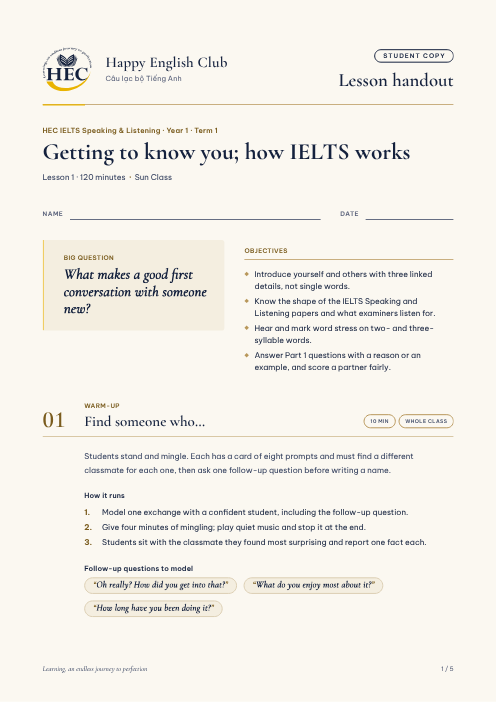 HEC
Happy English Club
Câu lạc bộ Tiếng Anh
STUDENT COPY
Lesson handout
HEC IELTS Speaking & Listening · Year 1 · Term 1
Getting to know you; how IELTS works
Lesson 1 · 120 minutes · Sun Class
NAME
DATE
BIG QUESTION
What makes a good first
conversation with someone
new?
OBJECTIVES
Introduce yourself and others with three linked
details, not single words.
Know the shape of the IELTS Speaking and
Listening papers and what examiners listen for.
Hear and mark word stress on two- and three-
syllable words.
Answer Part 1 questions with a reason or an
example, and score a partner fairly.
01
WARM-UP
Find someone who…
10 MIN
WHOLE CLASS
Students stand and mingle. Each has a card of eight prompts and must find a different
classmate for each one, then ask one follow-up question before writing a name.
How it runs
1. Model one exchange with a confident student, including the follow-up question.
2. Give four minutes of mingling; play quiet music and stop it at the end.
3. Students sit with the classmate they found most surprising and report one fact each.
Follow-up questions to model
“Oh really? How did you get into that?”
“What do you enjoy most about it?”
“How long have you been doing it?”
Learning, an endless journey to perfection
1 / 5